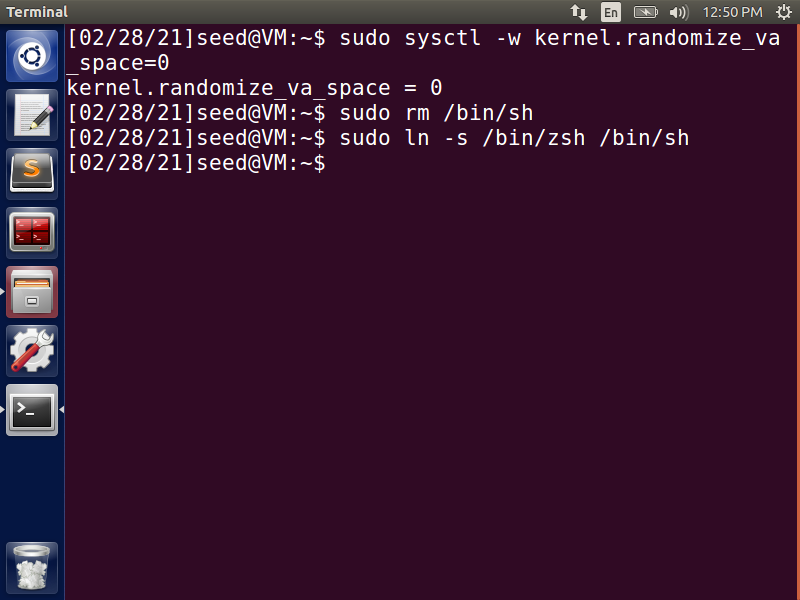 Terminal
En
12:50 PM
[02/28/21]seed@VM:~$ sudo sysctl -w kernel.randomize_va
_space=0
kernel.randomize_va_space = 0
[02/28/21]seed@VM:~$ sudo rm /bin/sh
[02/28/21]seed@VM:~$ sudo ln -s /bin/zsh /bin/sh
[02/28/21]seed@VM:~$